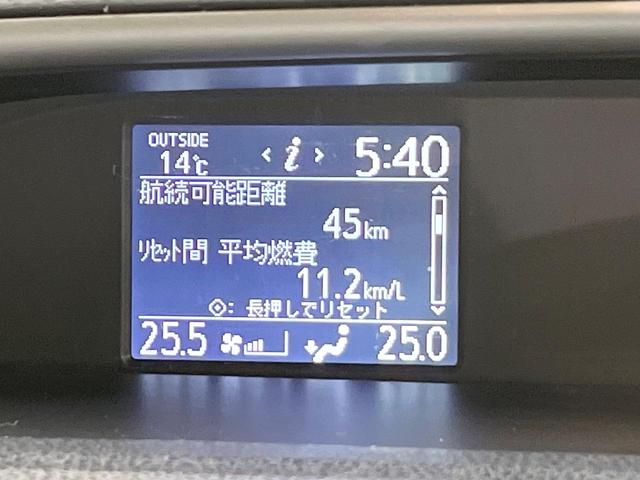 OUTSIDE
14℃
< i > 5:40
航続可能距離
45km
リセット間 平均燃費
11.2km/L
: 長押しでリセット
25.5 25.0